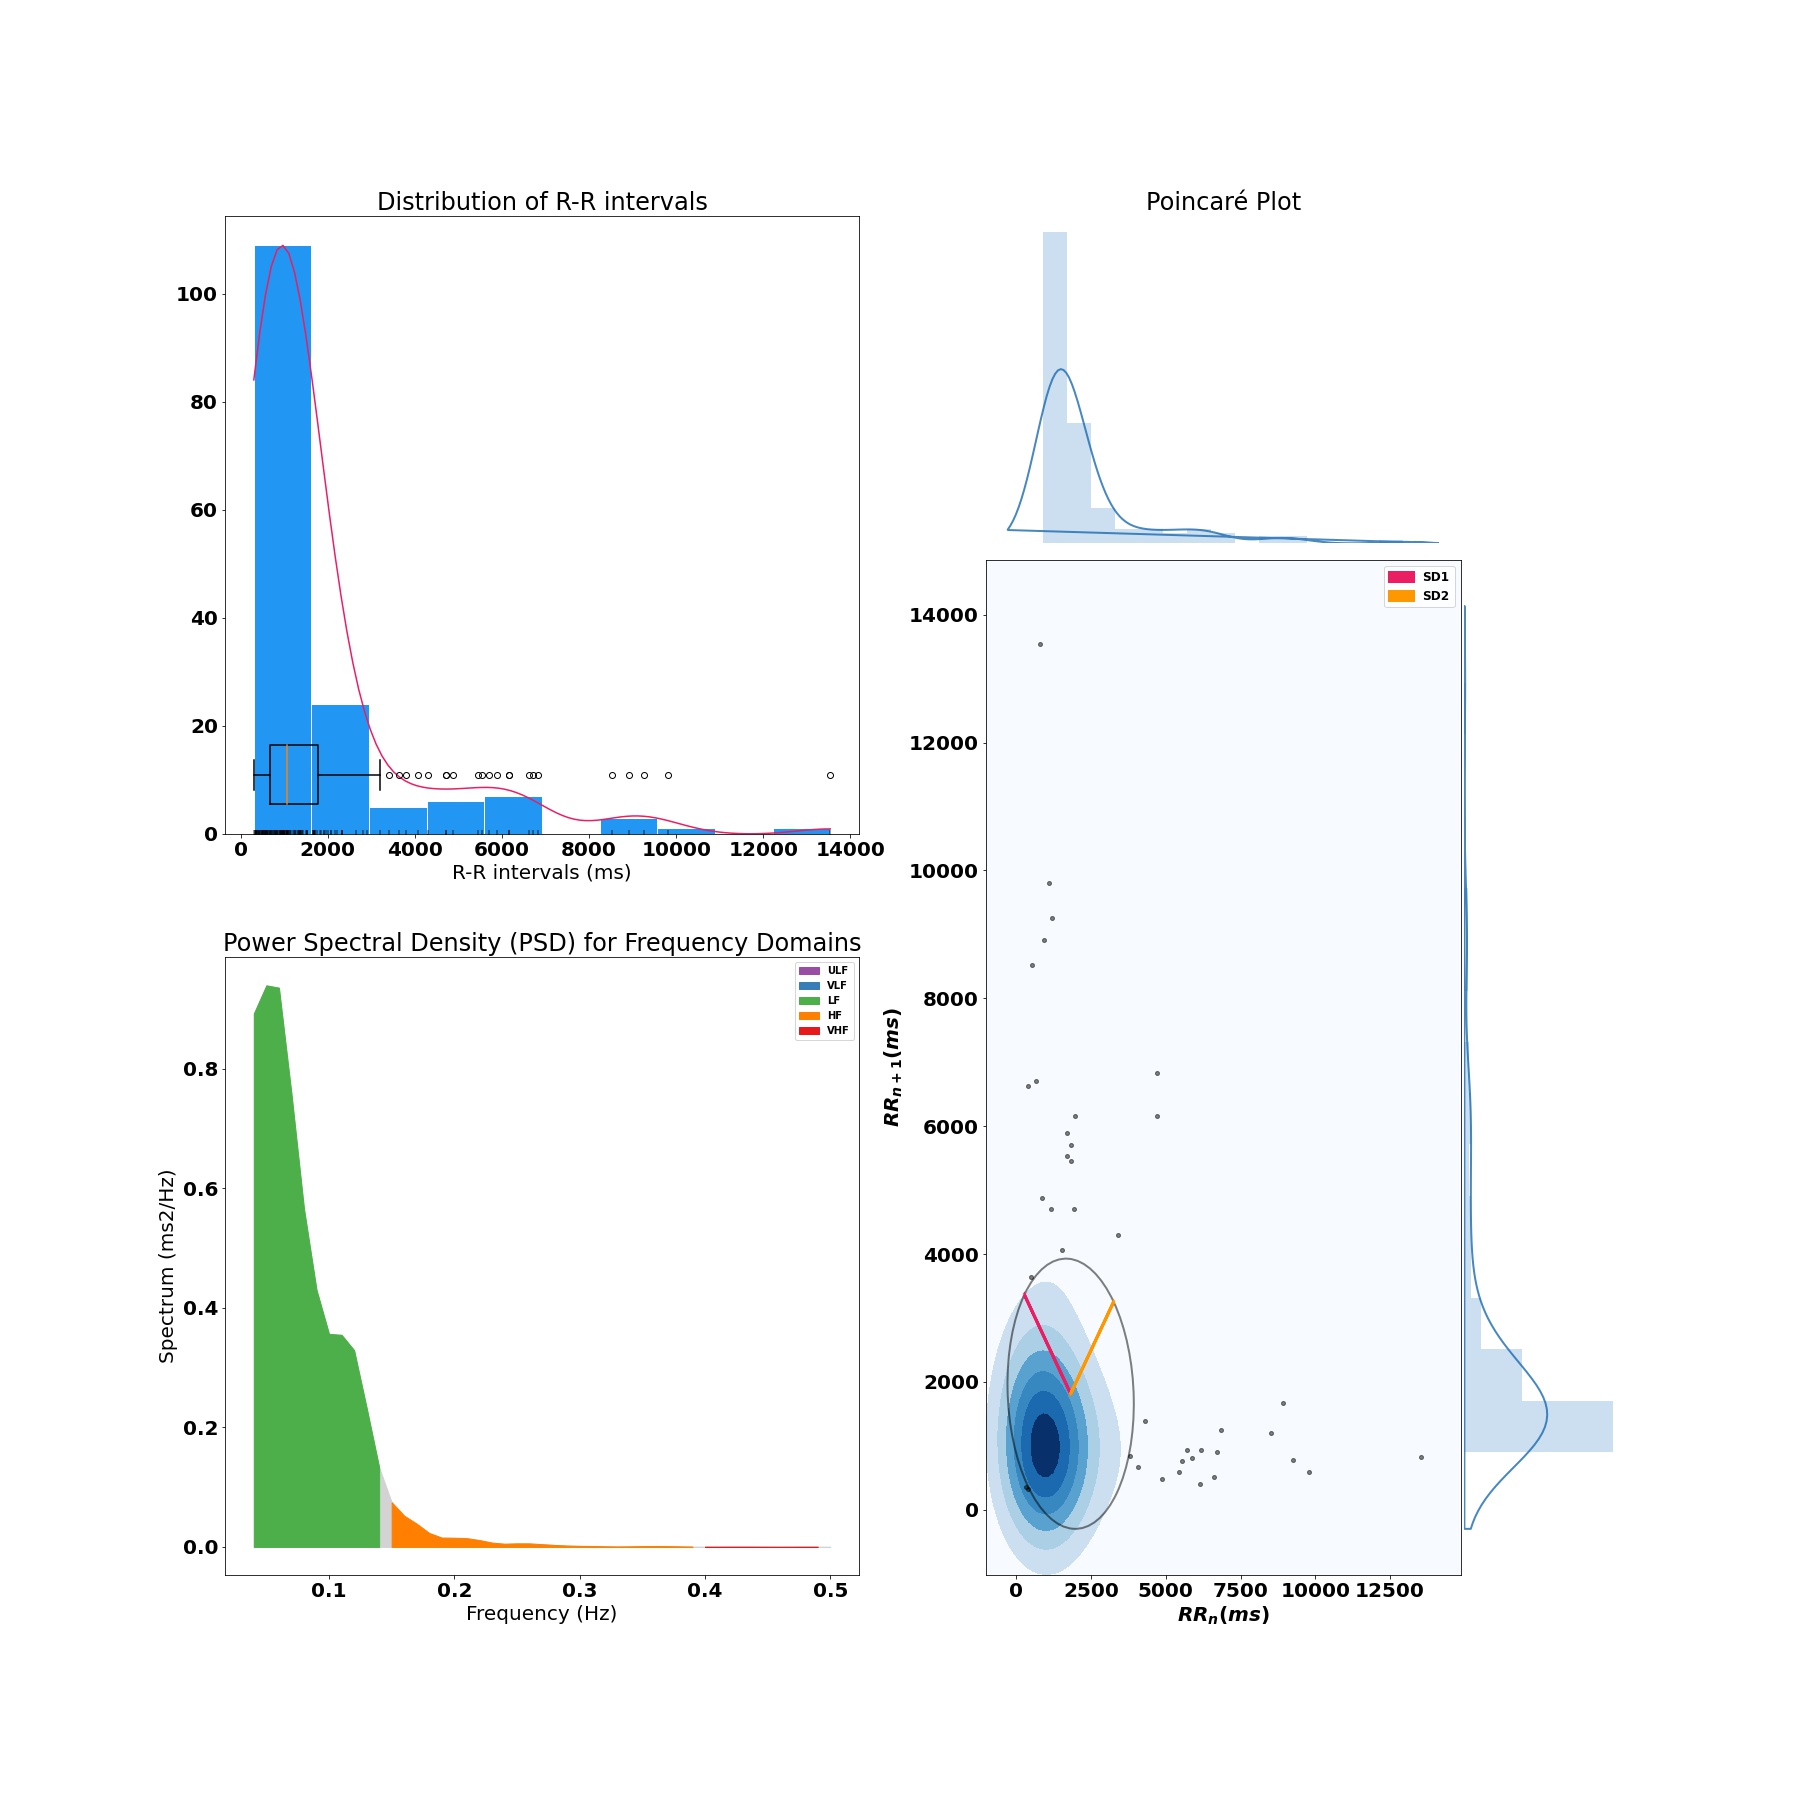 Distribution of R-R intervals
100
80
60
40
20
0
0 2000 4000 6000 8000 10000 12000 14000
R-R intervals (ms)
Power Spectral Density (PSD) for Frequency Domains
ULF
VLF
LF
HF
VHF
Spectrum (ms2/Hz)
0.8
0.6
0.4
0.2
0.0
0.1 0.2 0.3 0.4 0.5
Frequency (Hz)
Poincaré Plot
SD1
SD2
RRn+1(ms)
14000
12000
10000
8000
6000
4000
2000
0
0 2500 5000 7500 10000 12500
RRn(ms)